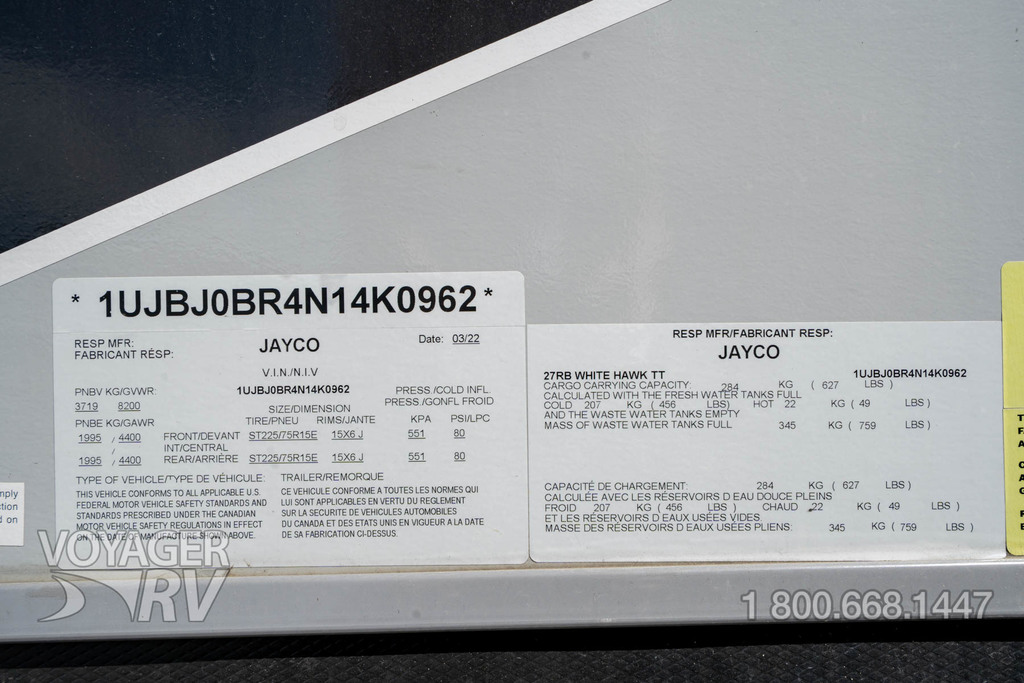 * 1UJBJ0BR4N14K0962 *
RESP MFR: JAYCO Date: 03/22
FABRICANT RÉSP:
V.I.N./N.I.V
PNBV KG/GVWR: 1UJBJ0BR4N14K0962 PRESS./COLD INFL.
3719 8200 PRESS./GONFL FROID
SIZE/DIMENSION
PNBE KG/GAWR TIRE/PNEU RIMS/JANTE KPA PSI/LPC
1995 / 4400 FRONT/DEVANT ST225/75R15E 15X6 J 551 80
INT/CENTRAL
1995 / 4400 REAR/ARRIÈRE ST225/75R15E 15X6 J 551 80
TYPE OF VEHICLE/TYPE DE VÉHICULE: TRAILER/REMORQUE
THIS VEHICLE CONFORMS TO ALL APPLICABLE U.S.
FEDERAL MOTOR VEHICLE SAFETY STANDARDS AND
STANDARDS PRESCRIBED UNDER THE CANADIAN
MOTOR VEHICLE SAFETY REGULATIONS IN EFFECT
ON THE DATE OF MANUFACTURE SHOWN ABOVE.
CE VEHICULE CONFORME A TOUTES LES NORMES QUI
LUI SONT APPLICABLES EN VERTU DU REGLEMENT
SUR LA SECURITE DE VEHICULES AUTOMOBILES
DU CANADA ET DES ETATS UNIS EN VIGUEUR A LA DATE
DE SA FABRICATION CI-DESSUS.
RESP MFR/FABRICANT RESP:
JAYCO
27RB WHITE HAWK TT 1UJBJ0BR4N14K0962
CARGO CARRYING CAPACITY: 284 KG ( 627 LBS )
CALCULATED WITH THE FRESH WATER TANKS FULL
COLD 207 KG ( 456 LBS) HOT 22 KG ( 49 LBS )
AND THE WASTE WATER TANKS EMPTY
MASS OF WASTE WATER TANKS FULL 345 KG ( 759 LBS )
CAPACITÉ DE CHARGEMENT: 284 KG ( 627 LBS )
CALCULÉE AVEC LES RÉSERVOIRS D EAU DOUCE PLEINS
FROID 207 KG ( 456 LBS ) CHAUD 22 KG ( 49 LBS )
ET LES RÉSERVOIRS D EAUX USÉES VIDES
MASSE DES RÉSERVOIRS D EAUX USÉES PLIENS: 345 KG ( 759 LBS )
on
VOYAGER
RV
1 800.668.1447